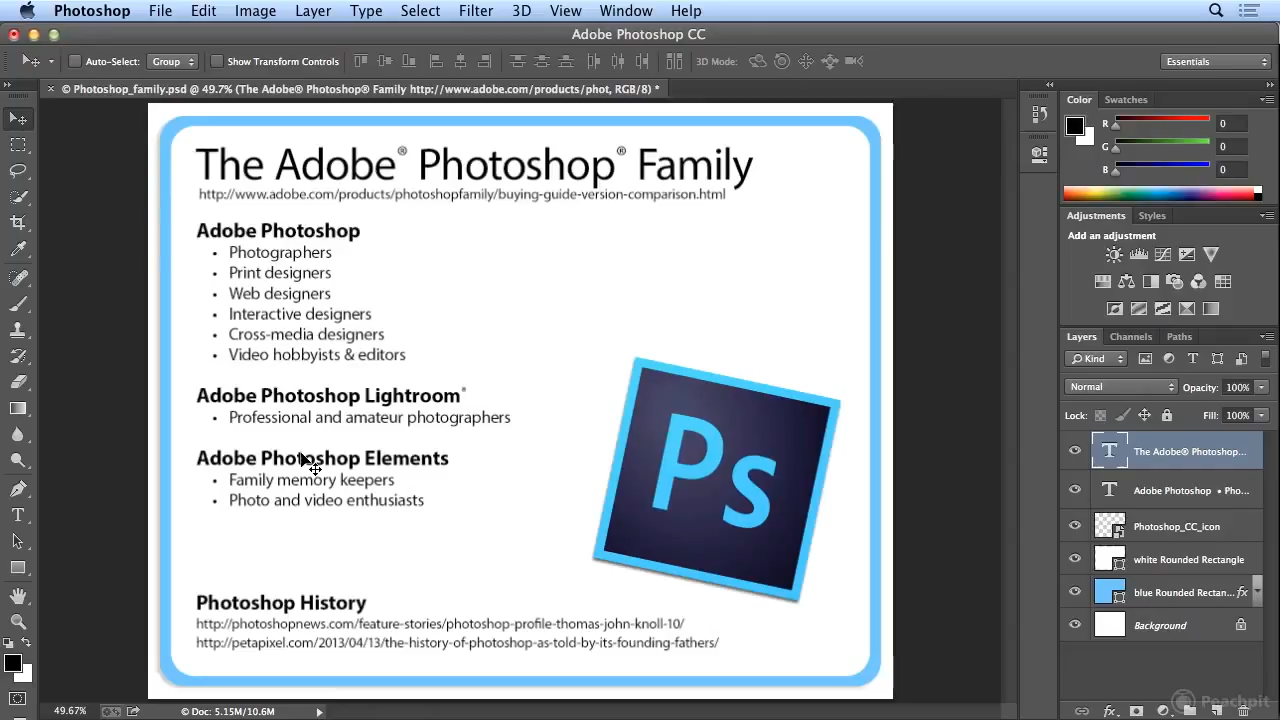 Photoshop File Edit Image Layer Type Select Filter 3D View Window Help
Adobe Photoshop CC
Auto-Select: Group Show Transform Controls 3D Mode: Essentials
× © Photoshop_family.psd @ 49.7% (The Adobe® Photoshop® Family http://www.adobe.com/products/phot, RGB/8) *
The Adobe® Photoshop® Family
http://www.adobe.com/products/photoshopfamily/buying-guide-version-comparison.html
Adobe Photoshop
• Photographers
• Print designers
• Web designers
• Interactive designers
• Cross-media designers
• Video hobbyists & editors
Adobe Photoshop Lightroom®
• Professional and amateur photographers
Adobe Photoshop Elements
• Family memory keepers
• Photo and video enthusiasts
Ps
Photoshop History
http://photoshopnews.com/feature-stories/photoshop-profile-thomas-john-knoll-10/
http://petapixel.com/2013/04/13/the-history-of-photoshop-as-told-by-its-founding-fathers/
Color Swatches
R 0
G 0
B 0
Adjustments Styles
Add an adjustment
Layers Channels Paths
Kind T
Normal Opacity: 100%
Lock: Fill: 100%
T The Adobe® Photoshop...
T Adobe Photoshop • Pho...
Photoshop_CC_icon
white Rounded Rectangle
blue Rounded Rectan... fx
Background
49.67% © Doc: 5.15M/10.6M
fx
Peachpit